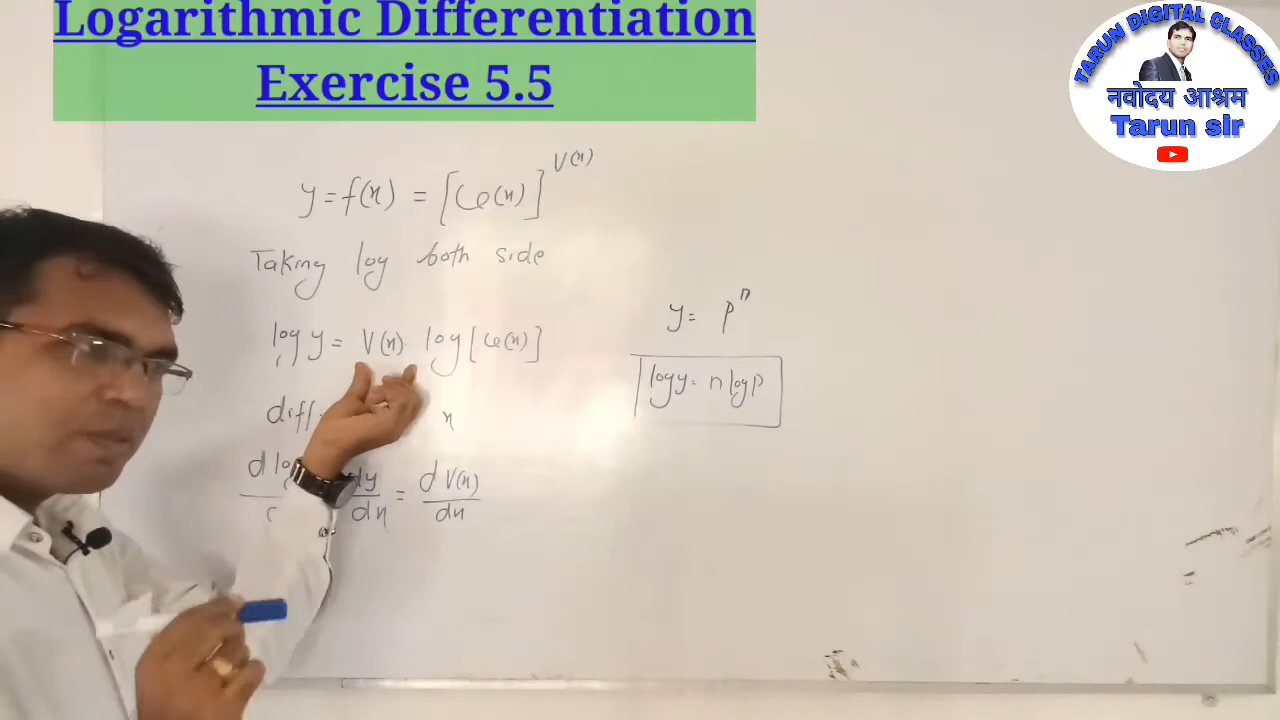 Logarithmic Differentiation
Exercise 5.5
TARUN DIGITAL CLASSES
नवोदय आश्रम
Tarun sir
y = f(x) = [u(x)]^V(x)
Taking log both side
log y = V(x) · log [u(x)]
y = p^n
log y = n log p
diff x
d lo dy/dx = d V(x)/dx